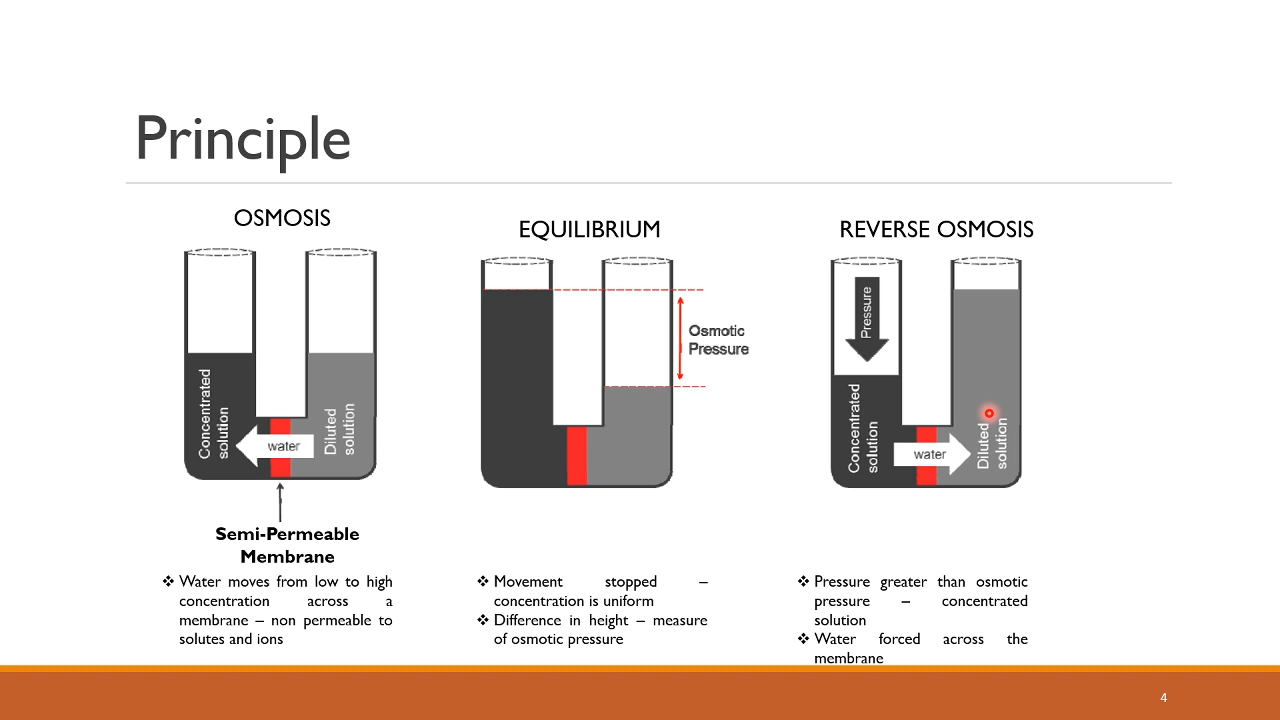 Principle
OSMOSIS
Concentrated
solution
water
Diluted
solution
Semi-Permeable
Membrane
❖ Water moves from low to high
concentration across a
membrane – non permeable to
solutes and ions
EQUILIBRIUM
Osmotic
Pressure
❖ Movement stopped –
concentration is uniform
❖ Difference in height – measure
of osmotic pressure
REVERSE OSMOSIS
Pressure
Concentrated
solution
water
Diluted
solution
❖ Pressure greater than osmotic
pressure – concentrated
solution
❖ Water forced across the
membrane
4